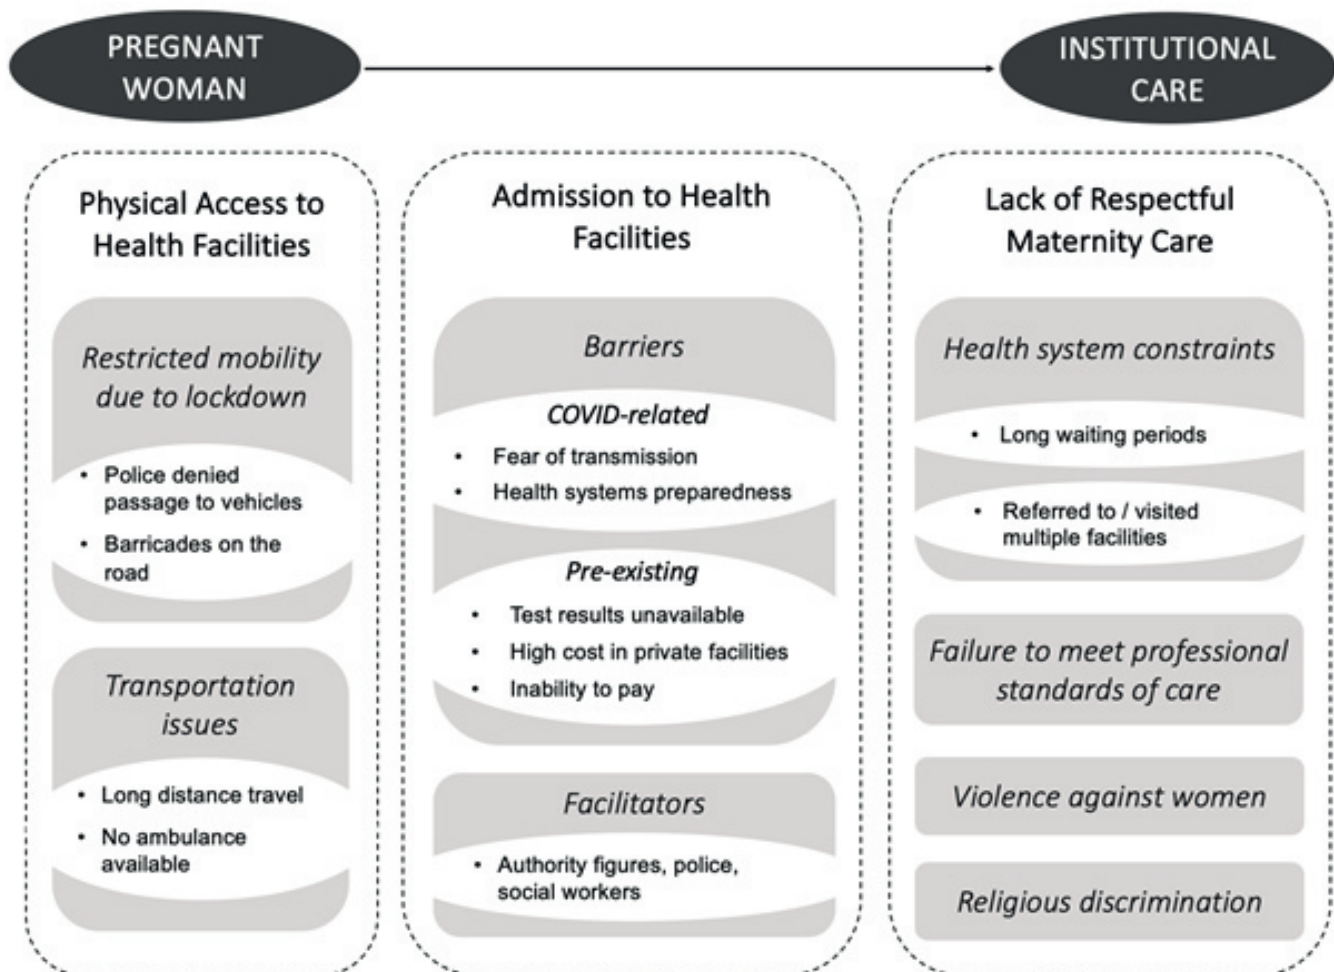 PREGNANT
WOMAN
INSTITUTIONAL
CARE
Physical Access to
Health Facilities
Restricted mobility
due to lockdown
• Police denied
passage to vehicles
• Barricades on the
road
Transportation
issues
• Long distance travel
• No ambulance
available
Admission to Health
Facilities
Barriers
COVID-related
• Fear of transmission
• Health systems preparedness
Pre-existing
• Test results unavailable
• High cost in private facilities
• Inability to pay
Facilitators
• Authority figures, police,
social workers
Lack of Respectful
Maternity Care
Health system constraints
• Long waiting periods
• Referred to / visited
multiple facilities
Failure to meet professional
standards of care
Violence against women
Religious discrimination